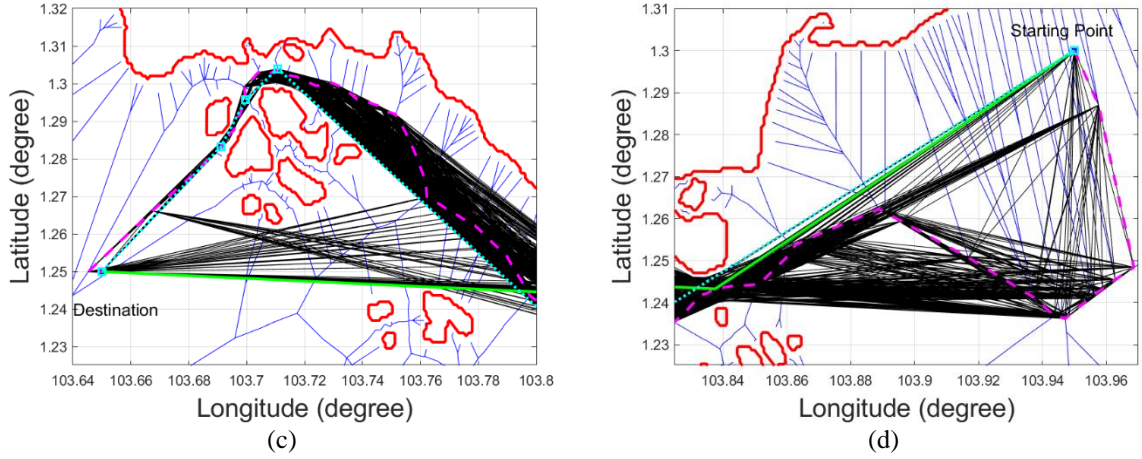 1.32
1.31
1.3
1.29
1.28
1.27
1.26
1.25
1.24
1.23
Latitude (degree)
Destination
103.64 103.66 103.68 103.7 103.72 103.74 103.76 103.78 103.8
Longitude (degree)
(c)
1.31
1.3
1.29
1.28
1.27
1.26
1.25
1.24
1.23
Latitude (degree)
Starting Point
103.84 103.86 103.88 103.9 103.92 103.94 103.96
Longitude (degree)
(d)